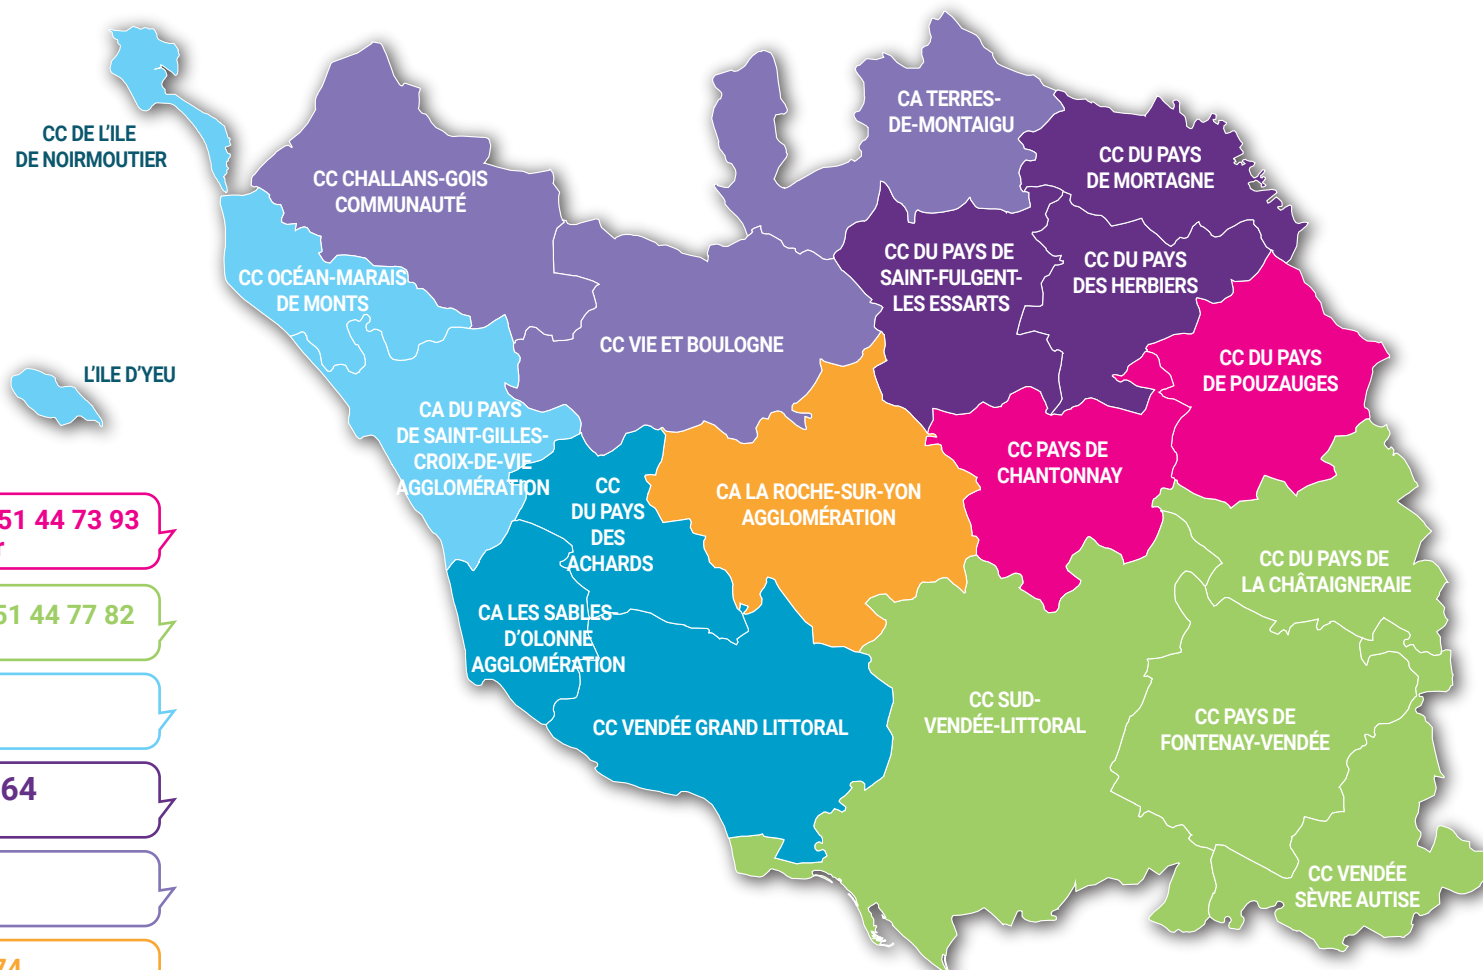 CC DE L'ILE
DE NOIRMOUTIER
CC CHALLANS-GOIS
COMMUNAUTÉ
CA TERRES-
DE-MONTAIGU
CC DU PAYS
DE MORTAGNE
CC OCÉAN-MARAIS
DE MONTS
CC DU PAYS DE
SAINT-FULGENT-
LES ESSARTS
CC DU PAYS
DES HERBIERS
CC VIE ET BOULOGNE
L'ILE D'YEU
CC DU PAYS
DE POUZAUGES
CA DU PAYS
DE SAINT-GILLES-
CROIX-DE-VIE
AGGLOMÉRATION
CC PAYS DE
CHANTONNAY
CC
DU PAYS
DES
ACHARDS
CA LA ROCHE-SUR-YON
AGGLOMÉRATION
51 44 73 93
CC DU PAYS DE
LA CHÂTAIGNERAIE
51 44 77 82
CA LES SABLES-
D'OLONNE
AGGLOMÉRATION
CC SUD-
VENDÉE-LITTORAL
CC VENDÉE GRAND LITTORAL
CC PAYS DE
FONTENAY-VENDÉE
64
CC VENDÉE
SÈVRE AUTISE
74